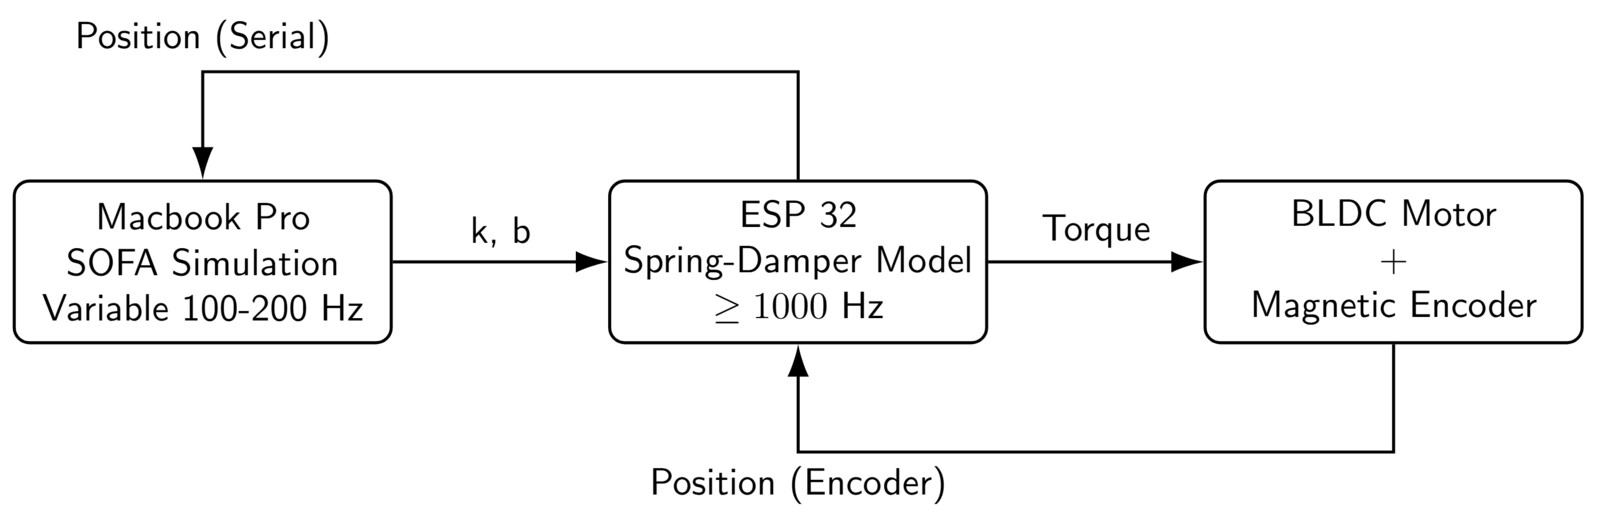 Position (Serial)
Macbook Pro
SOFA Simulation
Variable 100-200 Hz
k, b
ESP 32
Spring-Damper Model
≥ 1000 Hz
Torque
BLDC Motor
+
Magnetic Encoder
Position (Encoder)